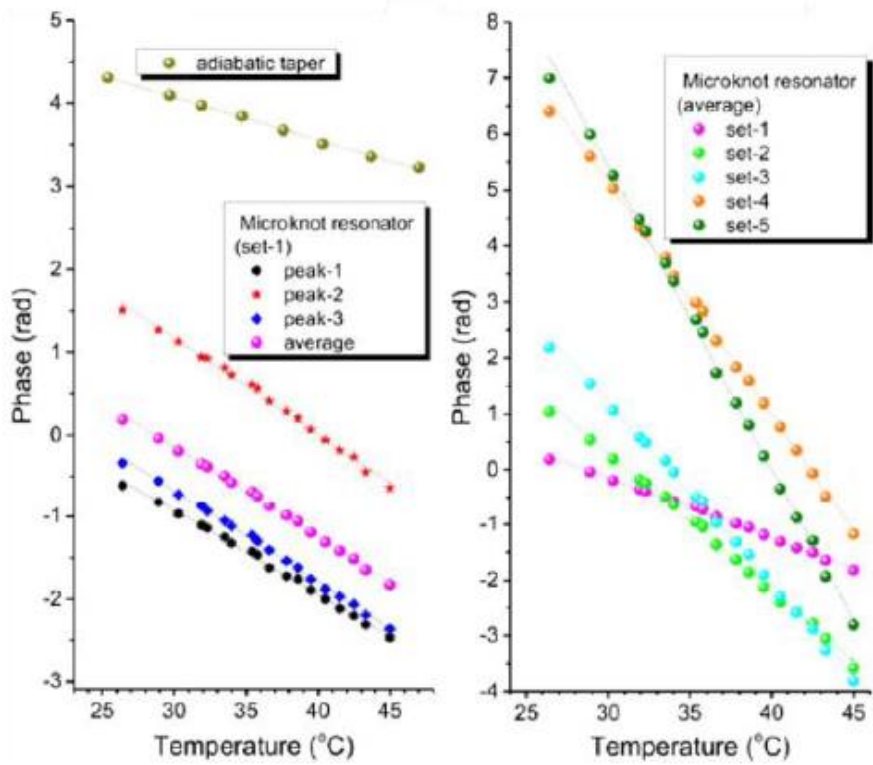 5
4
3
2
1
0
-1
-2
-3
25
30
35
40
45
Phase (rad)
Temperature (°C)
adiabatic taper
Microknot resonator
(set-1)
peak-1
peak-2
peak-3
average
8
7
6
5
4
3
2
1
0
-1
-2
-3
-4
25
30
35
40
45
Phase (rad)
Temperature (°C)
Microknot resonator
(average)
set-1
set-2
set-3
set-4
set-5